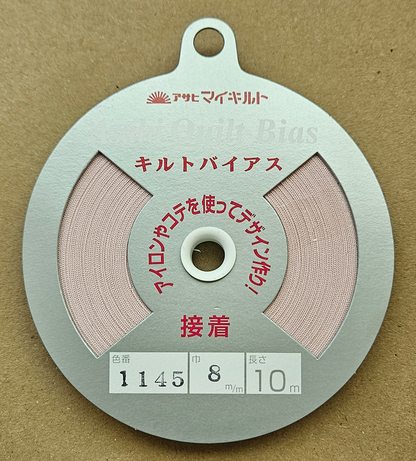 アサヒマイキルト
Quilt Bias
キルトバイアス
アイロンやコテを使ってデザイン作り!
接着
色番 巾 長さ
1145 8m/m 10m